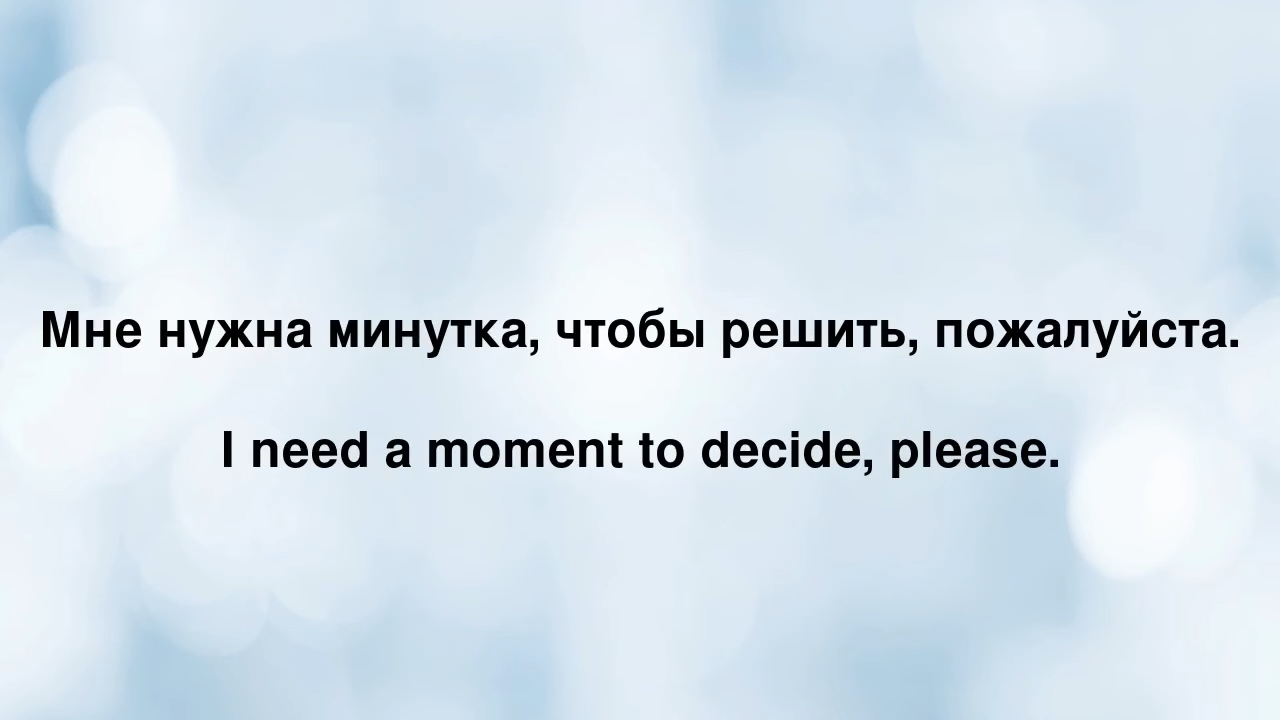 Мне нужна минутка, чтобы решить, пожалуйста.
I need a moment to decide, please.